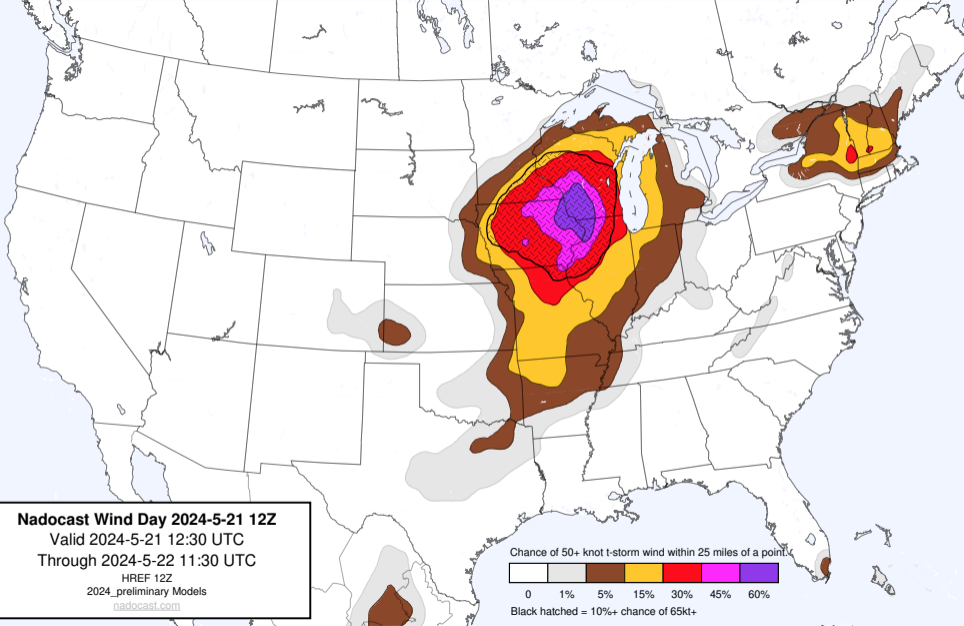 Nadocast Wind Day 2024-5-21 12Z
Valid 2024-5-21 12:30 UTC
Through 2024-5-22 11:30 UTC
HREF 12Z
2024_preliminary Models
nadocast.com
Chance of 50+ knot t-storm wind within 25 miles of a point.
0 1% 5% 15% 30% 45% 60%
Black hatched = 10%+ chance of 65kt+